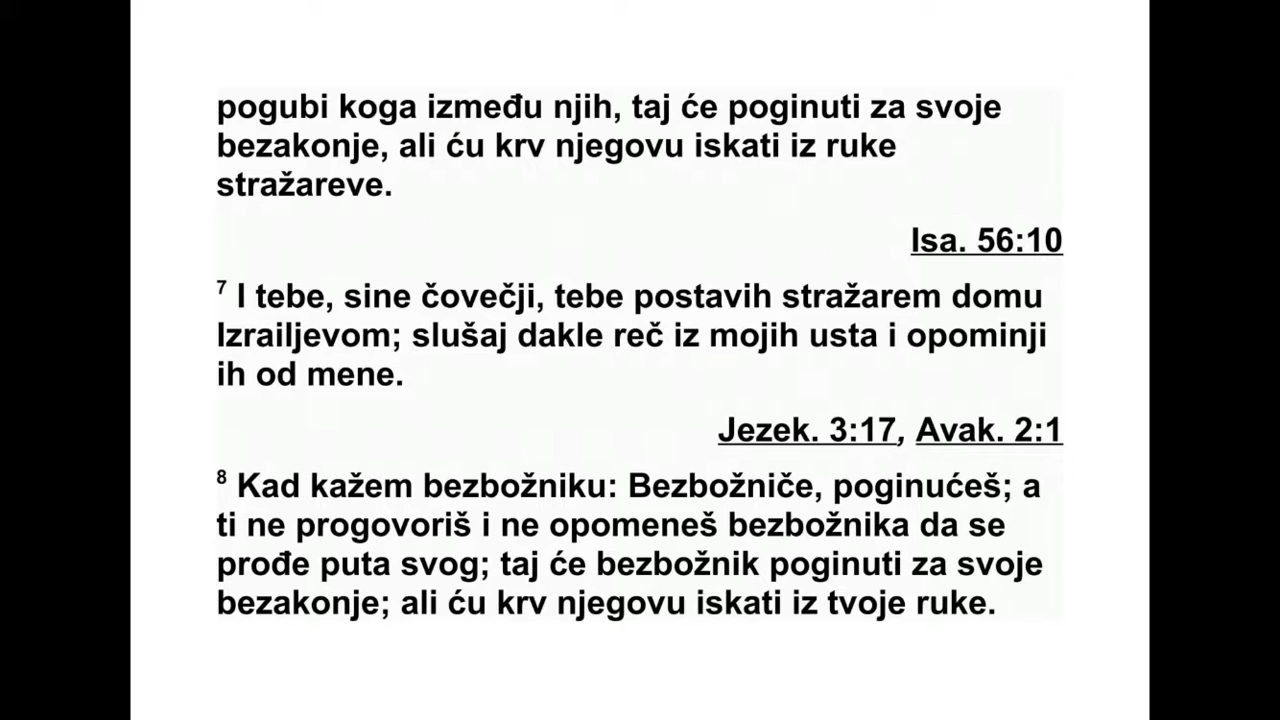 pogubi koga između njih, taj će poginuti za svoje
bezakonje, ali ću krv njegovu iskati iz ruke
stražareve.
Isa. 56:10
7 I tebe, sine čovečji, tebe postavih stražarem domu
Izrailjevom; slušaj dakle reč iz mojih usta i opominji
ih od mene.
Jezek. 3:17, Avak. 2:1
8 Kad kažem bezbožniku: Bezbožniče, poginućeš; a
ti ne progovoriš i ne opomeneš bezbožnika da se
prođe puta svog; taj će bezbožnik poginuti za svoje
bezakonje; ali ću krv njegovu iskati iz tvoje ruke.